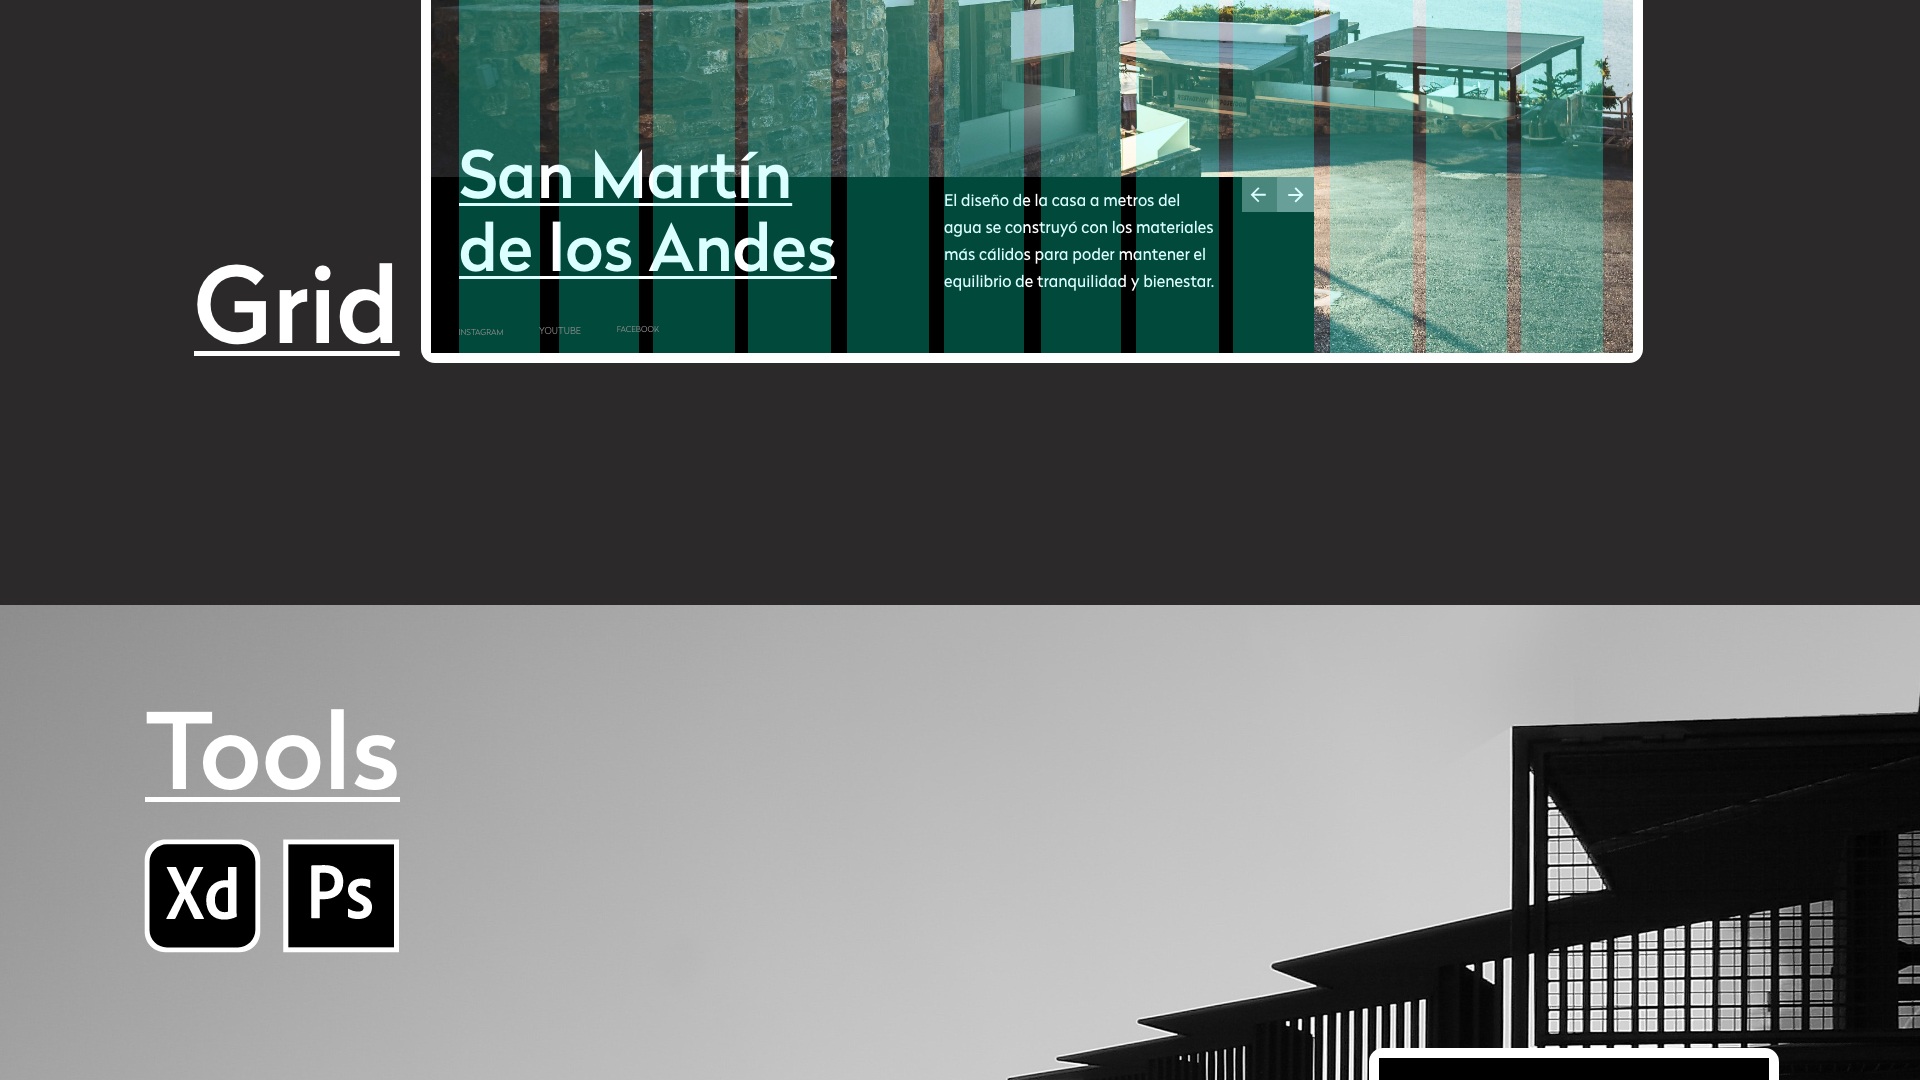 San Martín
de los Andes
El diseño de la casa a metros del
agua se construyó con los materiales
más cálidos para poder mantener el
equilibrio de tranquilidad y bienestar.
INSTAGRAM YOUTUBE FACEBOOK
Grid
Tools
Xd Ps